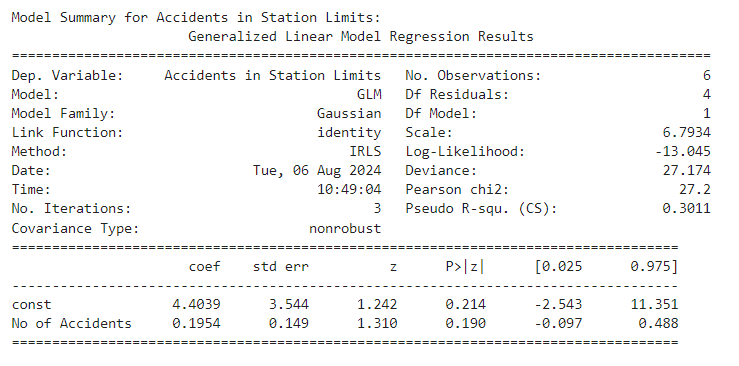 Model Summary for Accidents in Station Limits:
Generalized Linear Model Regression Results
==============================================================================
Dep. Variable: Accidents in Station Limits No. Observations: 6
Model: GLM Df Residuals: 4
Model Family: Gaussian Df Model: 1
Link Function: identity Scale: 6.7934
Method: IRLS Log-Likelihood: -13.045
Date: Tue, 06 Aug 2024 Deviance: 27.174
Time: 10:49:04 Pearson chi2: 27.2
No. Iterations: 3 Pseudo R-squ. (CS): 0.3011
Covariance Type: nonrobust
==============================================================================
coef std err z P>|z| [0.025 0.975]
------------------------------------------------------------------------------
const 4.4039 3.544 1.242 0.214 -2.543 11.351
No of Accidents 0.1954 0.149 1.310 0.190 -0.097 0.488
==============================================================================